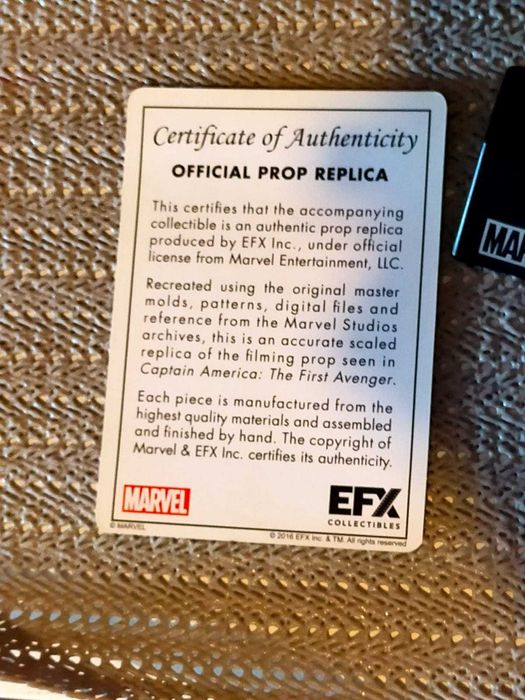 Certificate of Authenticity
OFFICIAL PROP REPLICA
This certifies that the accompanying
collectible is an authentic prop replica
produced by EFX Inc., under official
license from Marvel Entertainment, LLC.
Recreated using the original master
molds, patterns, digital files and
reference from the Marvel Studios
archives, this is an accurate scaled
replica of the filming prop seen in
Captain America: The First Avenger.
Each piece is manufactured from the
highest quality materials and assembled
and finished by hand. The copyright of
Marvel & EFX Inc. certifies its authenticity.
MARVEL
EFX
COLLECTIBLES
© MARVEL
© 2016 EFX Inc. & TM. All rights reserved
MA